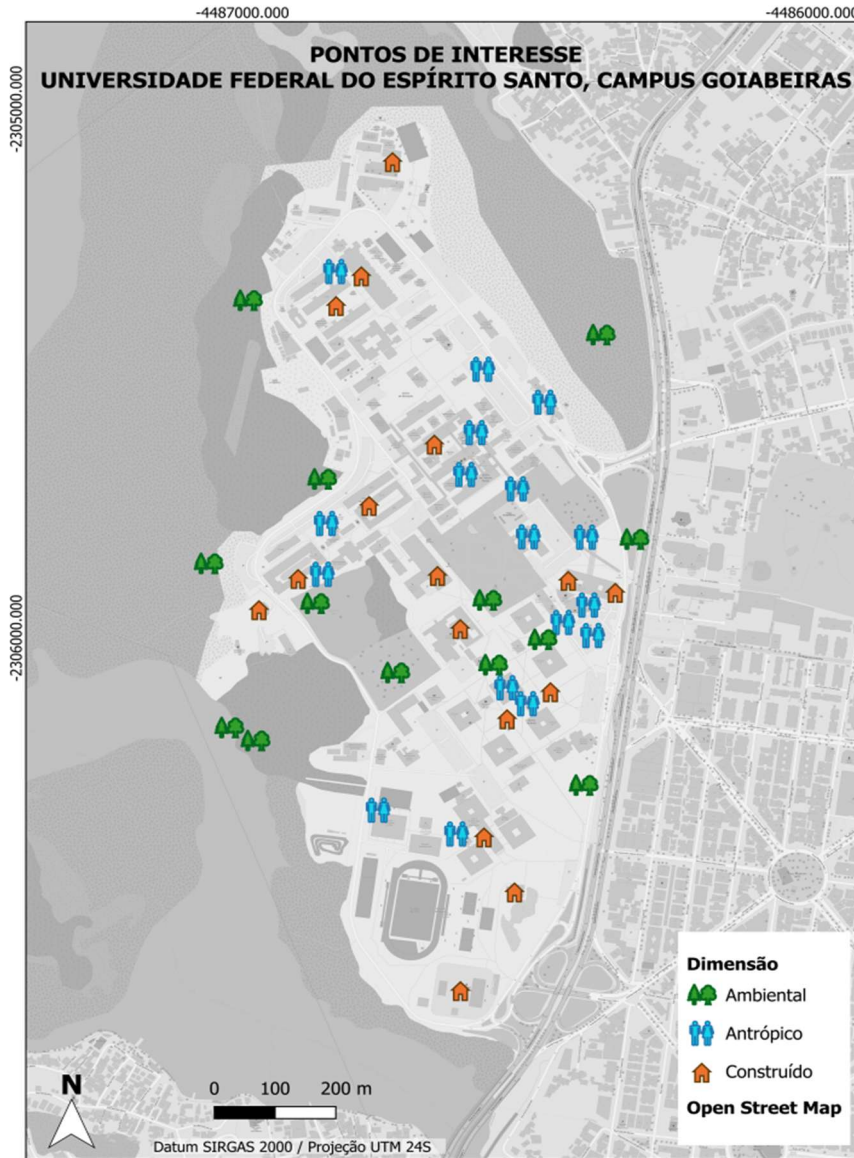 -4487000.000
-4486000.000
PONTOS DE INTERESSE
UNIVERSIDADE FEDERAL DO ESPÍRITO SANTO, CAMPUS GOIABEIRAS
-2305000.000
-2306000.000
Dimensão
Ambiental
Antrópico
Construído
Open Street Map
N
0 100 200 m
Datum SIRGAS 2000 / Projeção UTM 24S